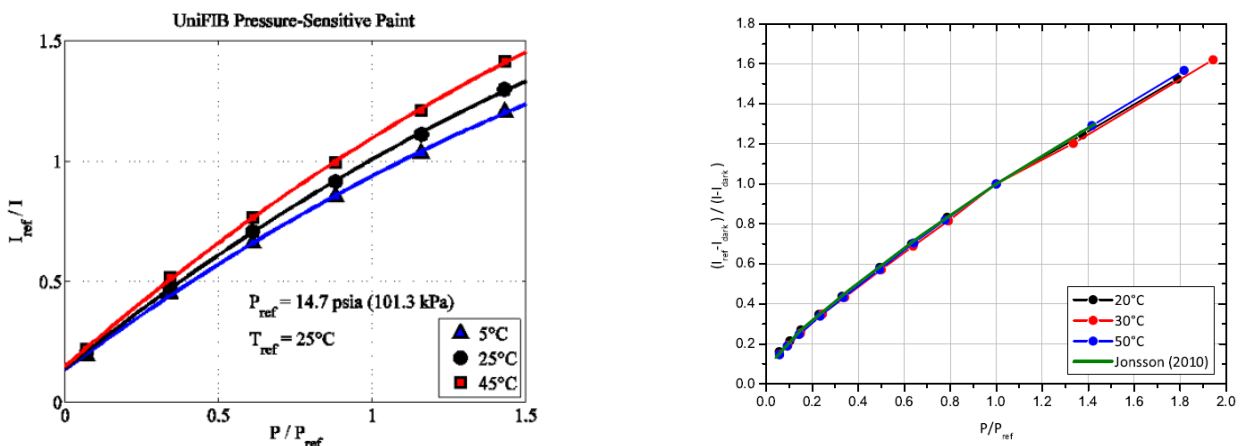 UniFIB Pressure-Sensitive Paint
1.5
1
0.5
0
I_ref / I
P_ref = 14.7 psia (101.3 kPa)
T_ref = 25°C
5°C
25°C
45°C
0 0.5 1 1.5
P / P_ref
1.8
1.6
1.4
1.2
1.0
0.8
0.6
0.4
0.2
0.0
(I_ref-I_dark) / (I-I_dark)
20°C
30°C
50°C
Jonsson (2010)
0.0 0.2 0.4 0.6 0.8 1.0 1.2 1.4 1.6 1.8 2.0
P/P_ref